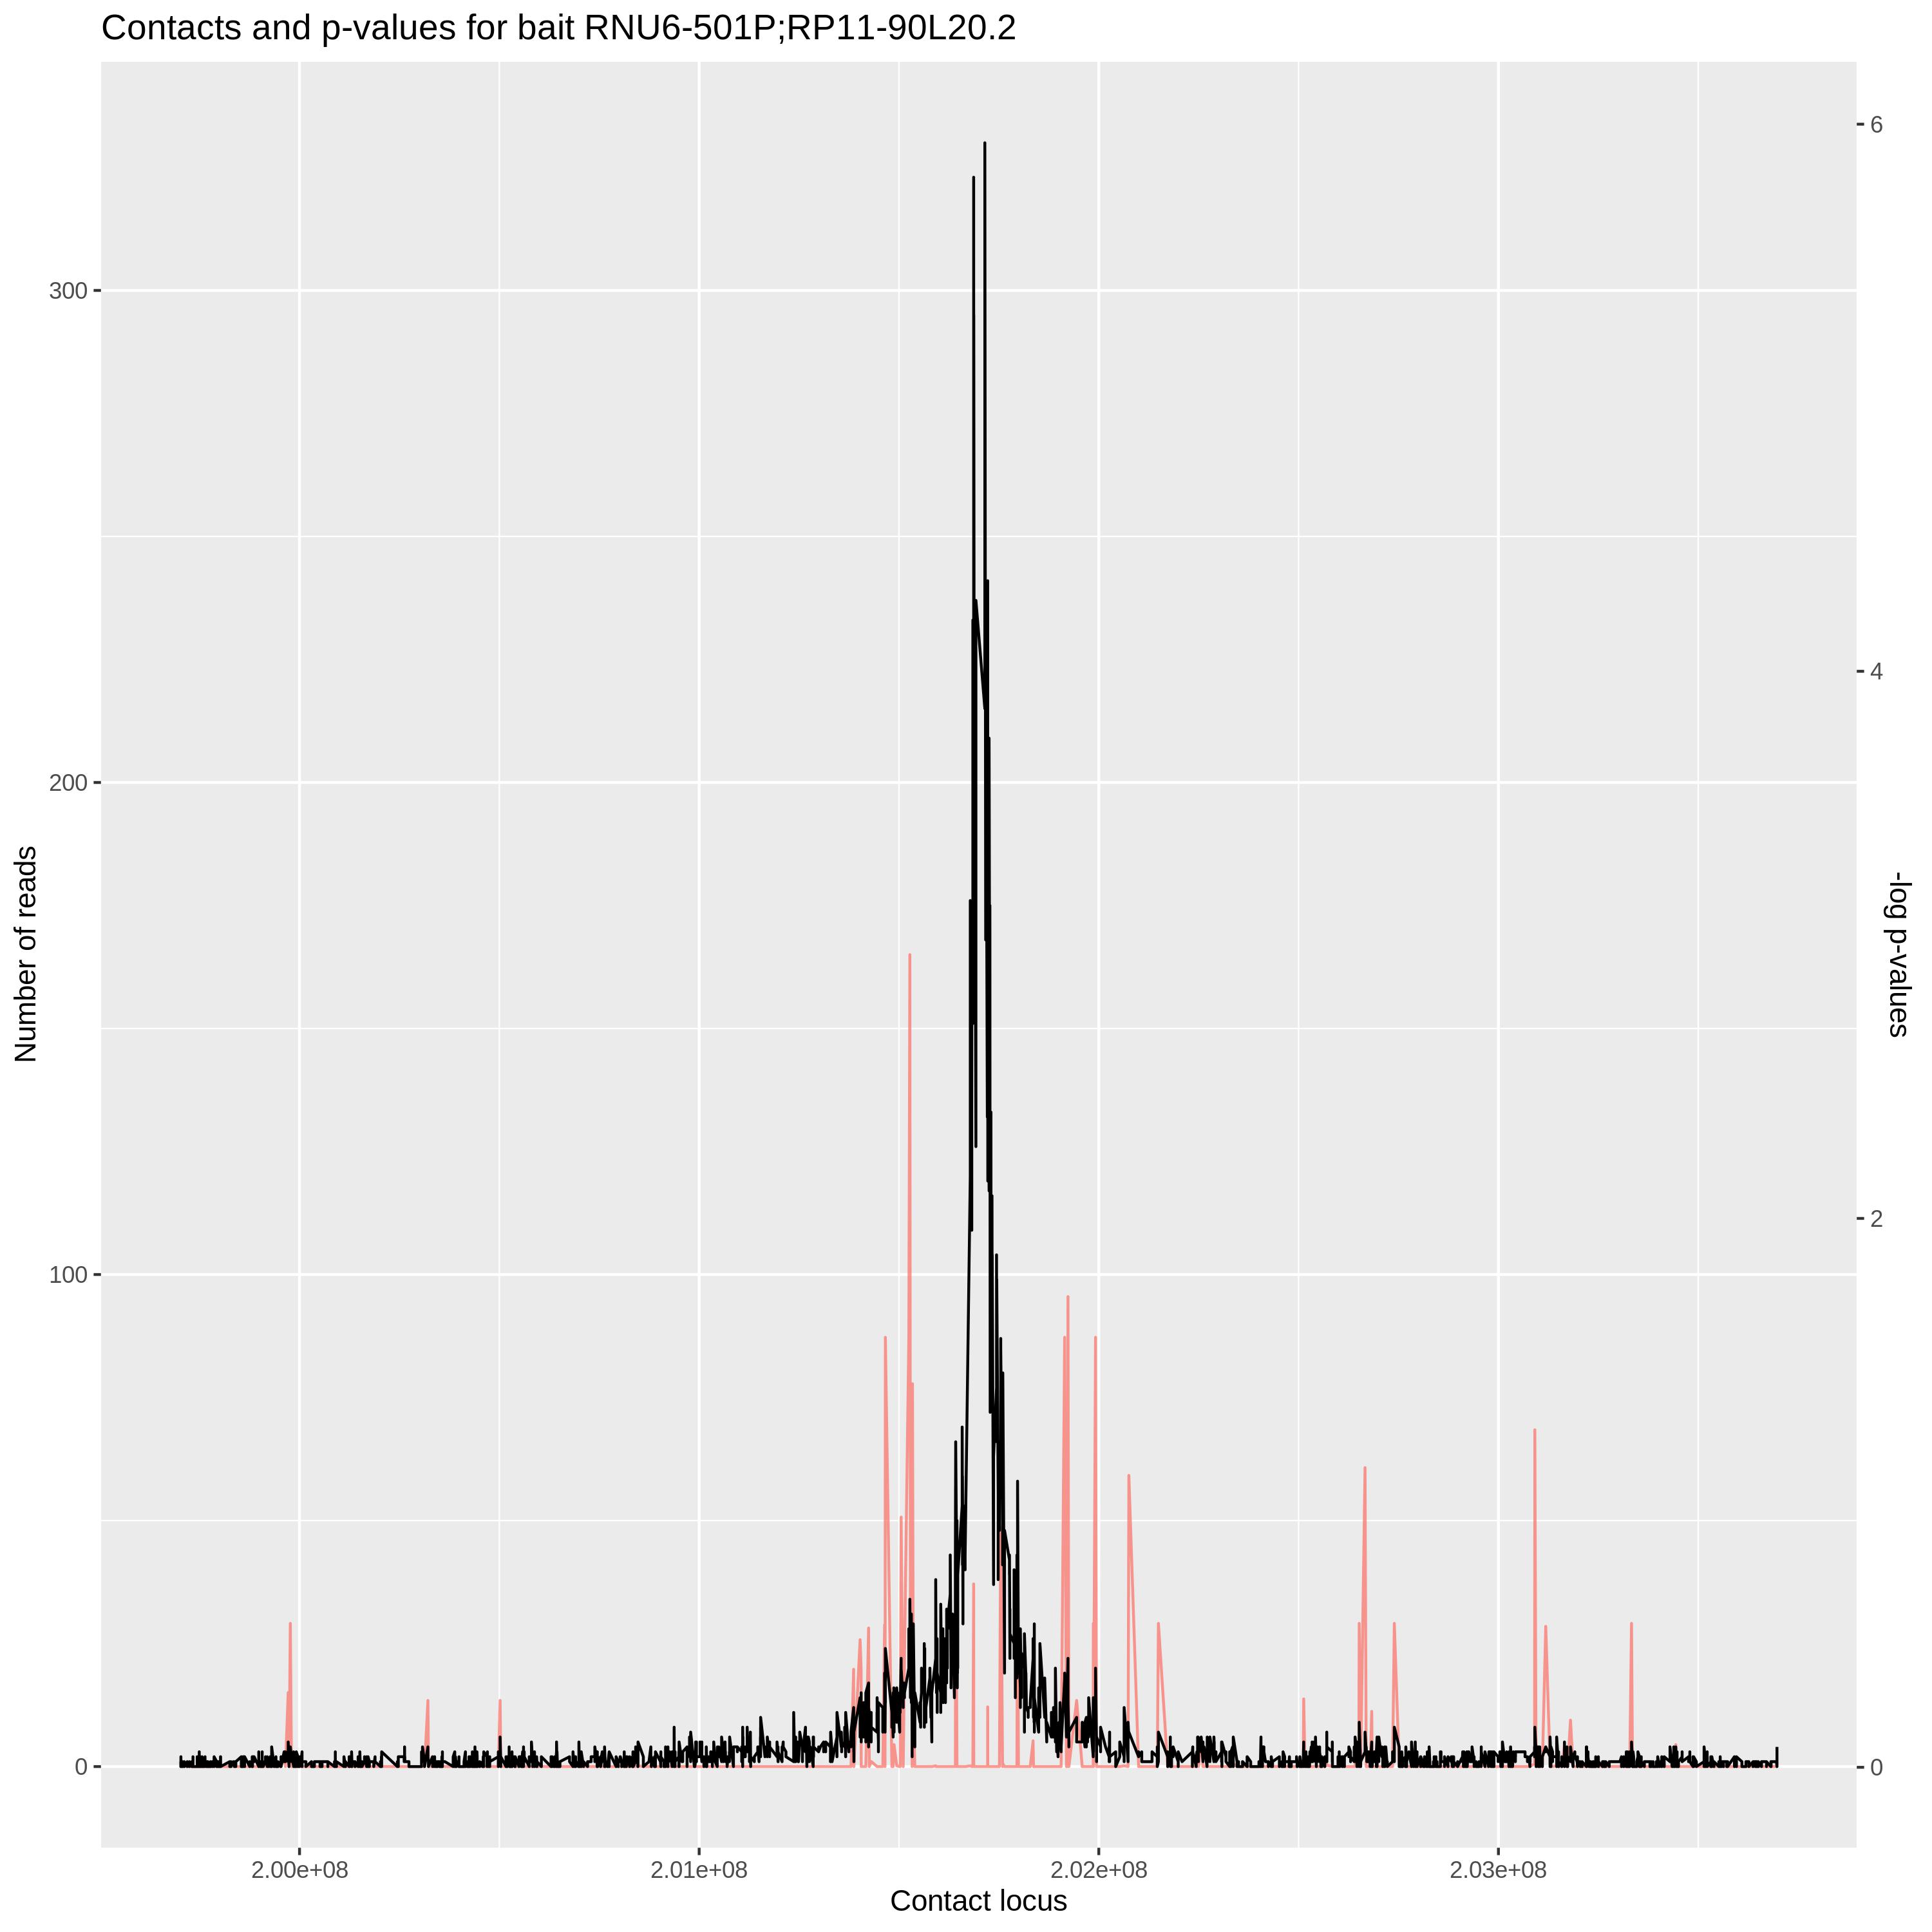 Contacts and p-values for bait RNU6-501P;RP11-90L20.2
Number of reads
300
200
100
0
6
4
2
0
-log p-values
2.00e+08
2.01e+08
2.02e+08
2.03e+08
Contact locus